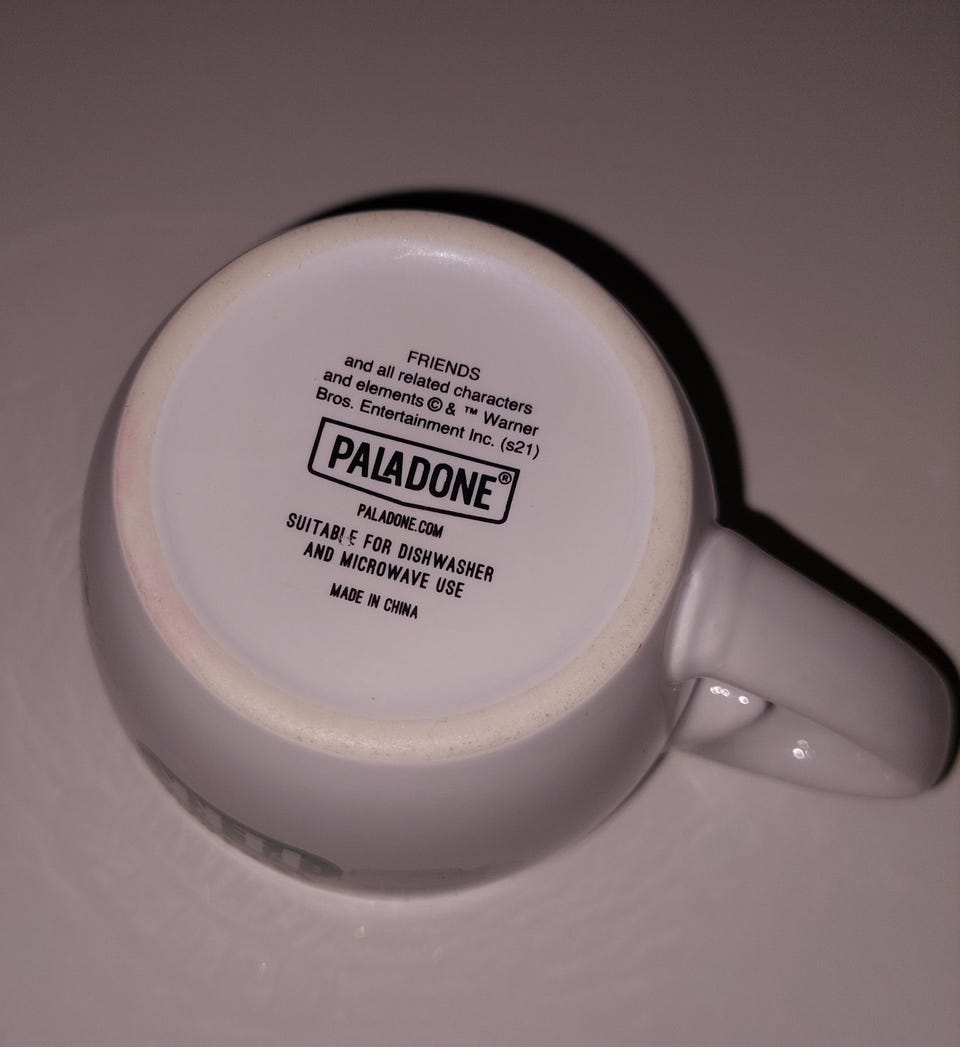 FRIENDS
and all related characters
and elements © & ™ Warner
Bros. Entertainment Inc. (s21)
PALADONE®
PALADONE.COM
SUITABLE FOR DISHWASHER
AND MICROWAVE USE
MADE IN CHINA